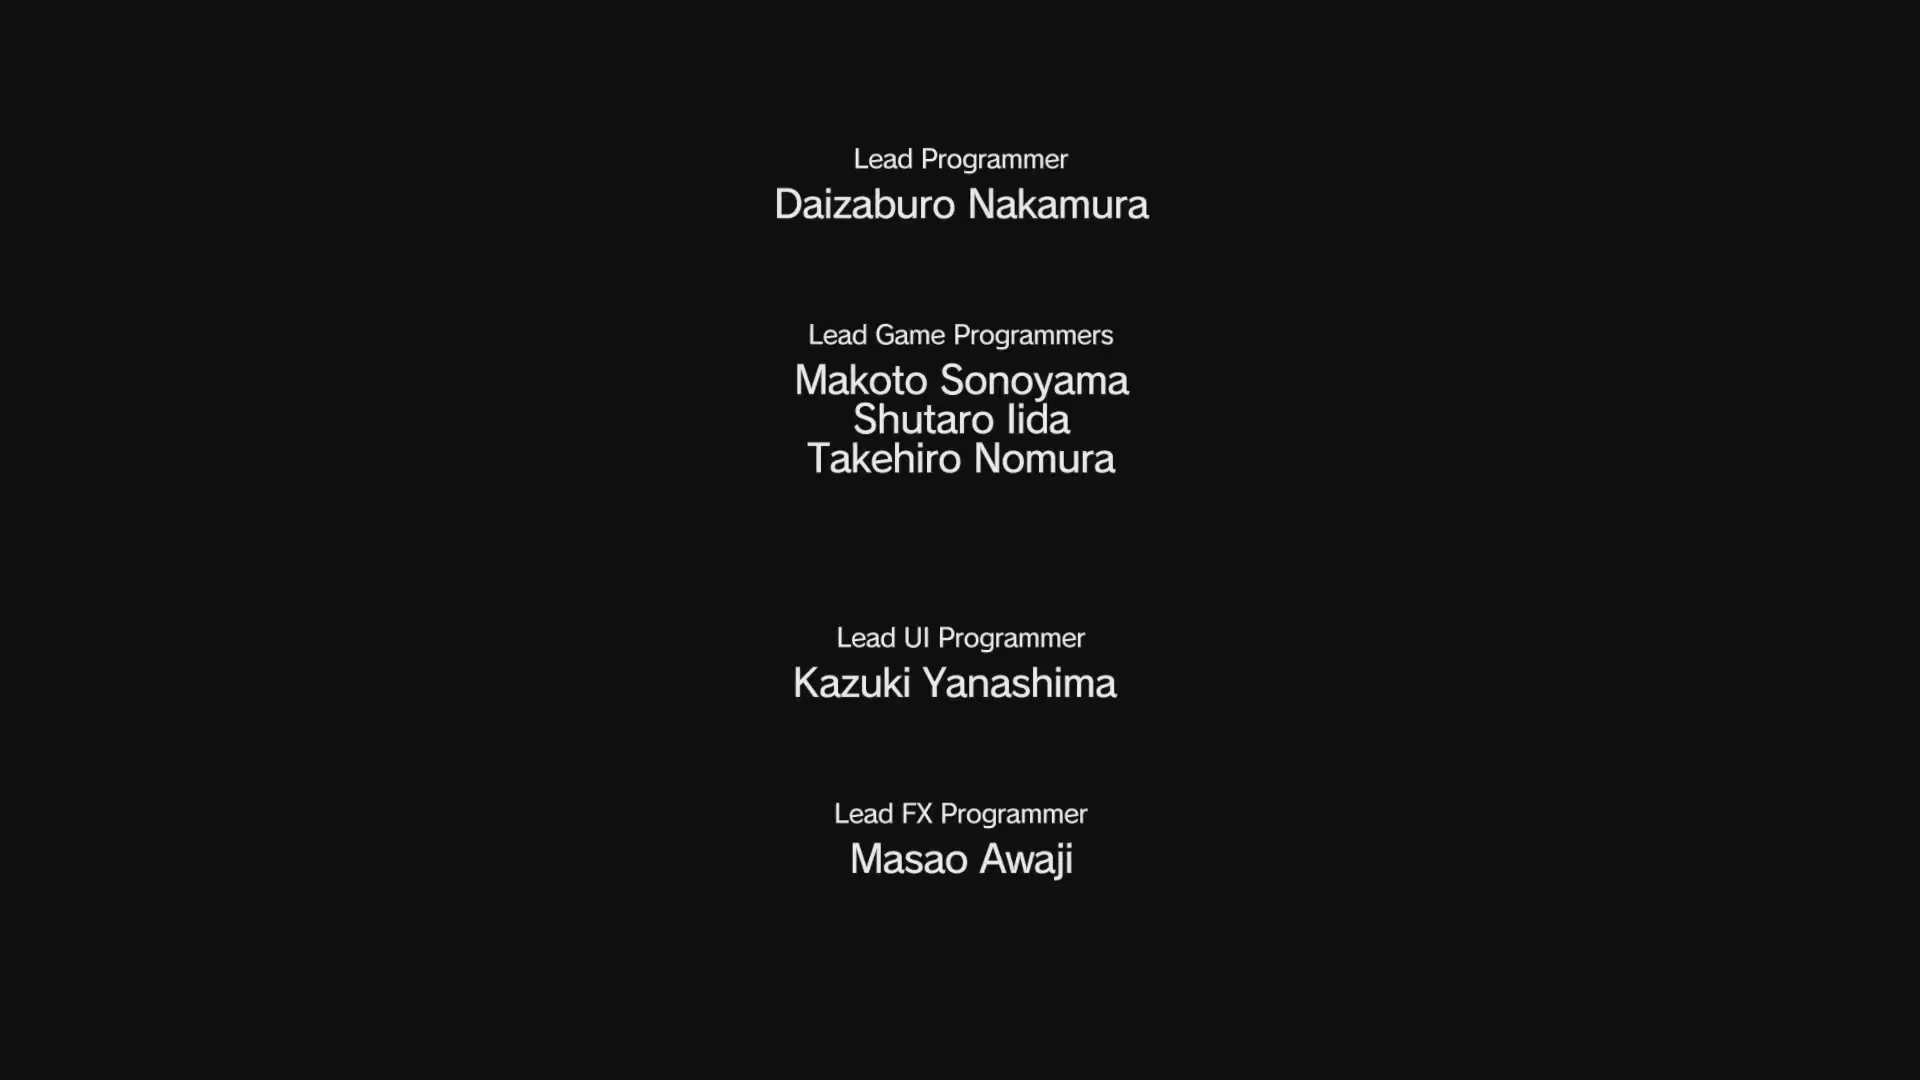 Lead Programmer
Daizaburo Nakamura
Lead Game Programmers
Makoto Sonoyama
Shutaro Iida
Takehiro Nomura
Lead UI Programmer
Kazuki Yanashima
Lead FX Programmer
Masao Awaji